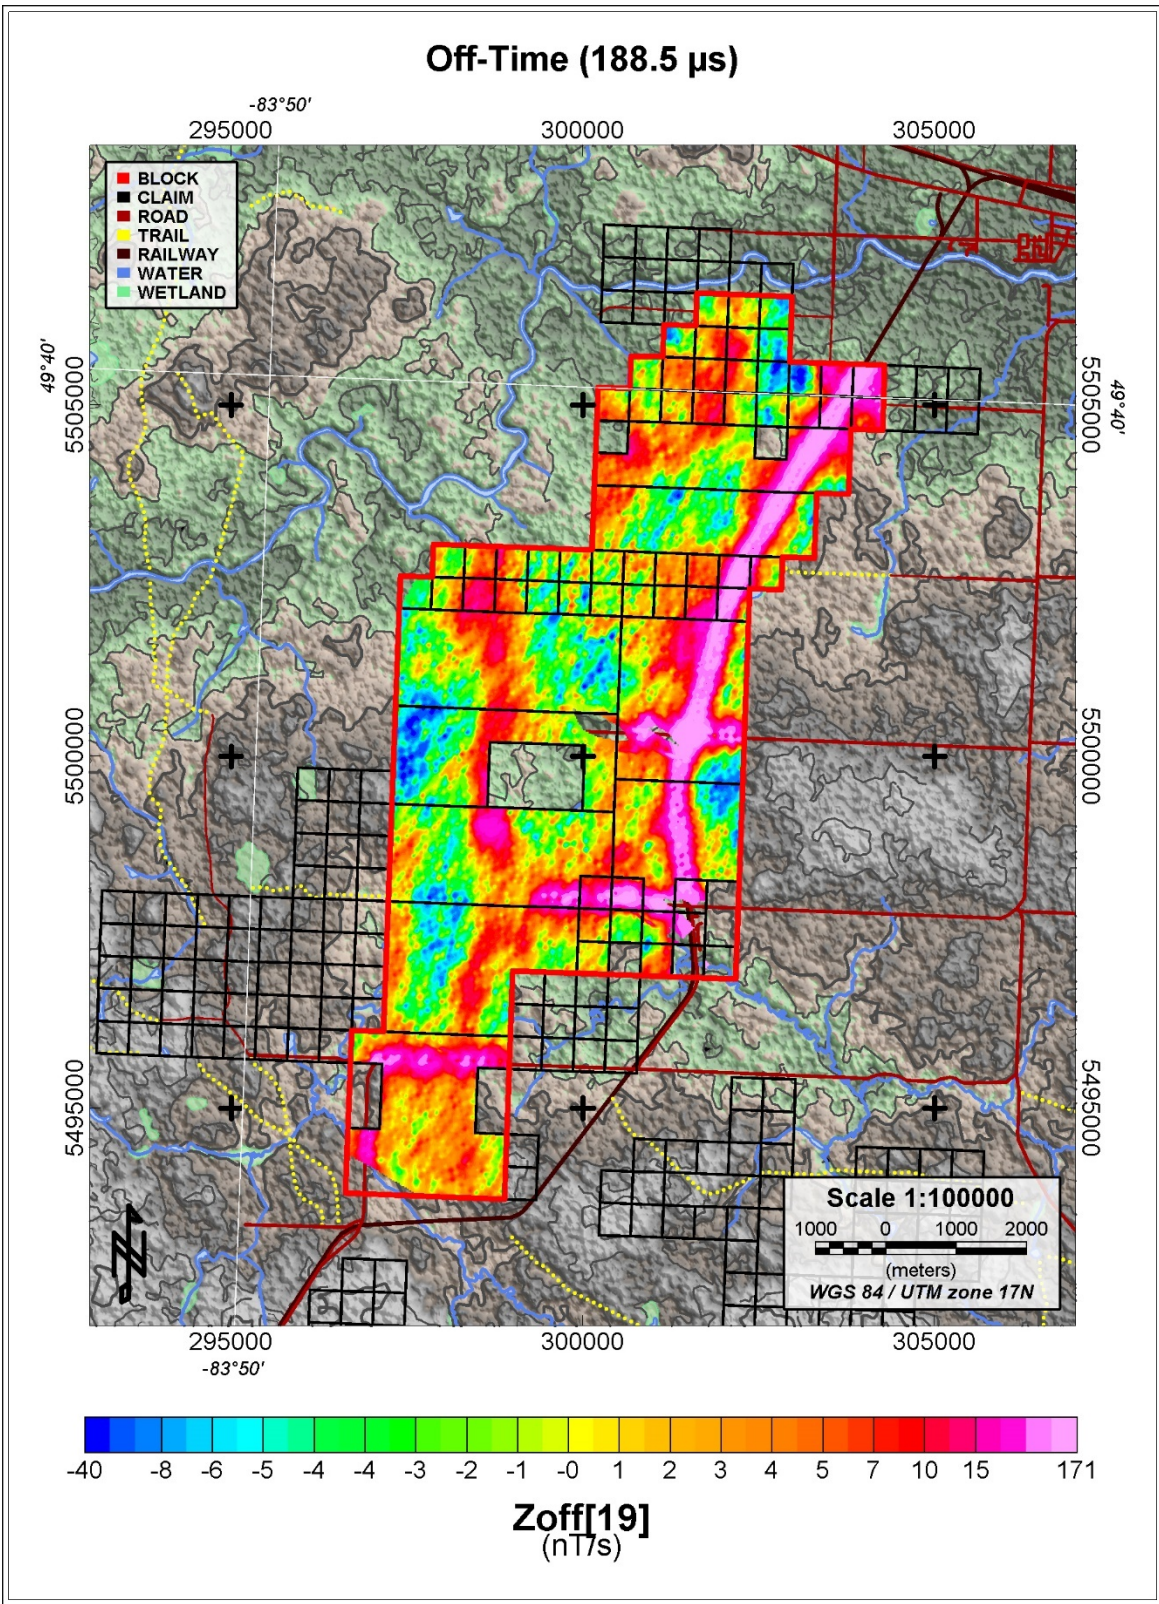 Off-Time (188.5 µs)
-83°50'
295000 300000 305000
BLOCK
CLAIM
ROAD
TRAIL
RAILWAY
WATER
WETLAND
49°40'
5505000
5505000
49°40'
5500000
5500000
5495000
5495000
Scale 1:100000
1000 0 1000 2000
(meters)
WGS 84 / UTM zone 17N
295000 300000 305000
-83°50'
-40 -8 -6 -5 -4 -4 -3 -2 -1 -0 1 2 3 4 5 7 10 15 171
Zoff[19]
(nT/s)